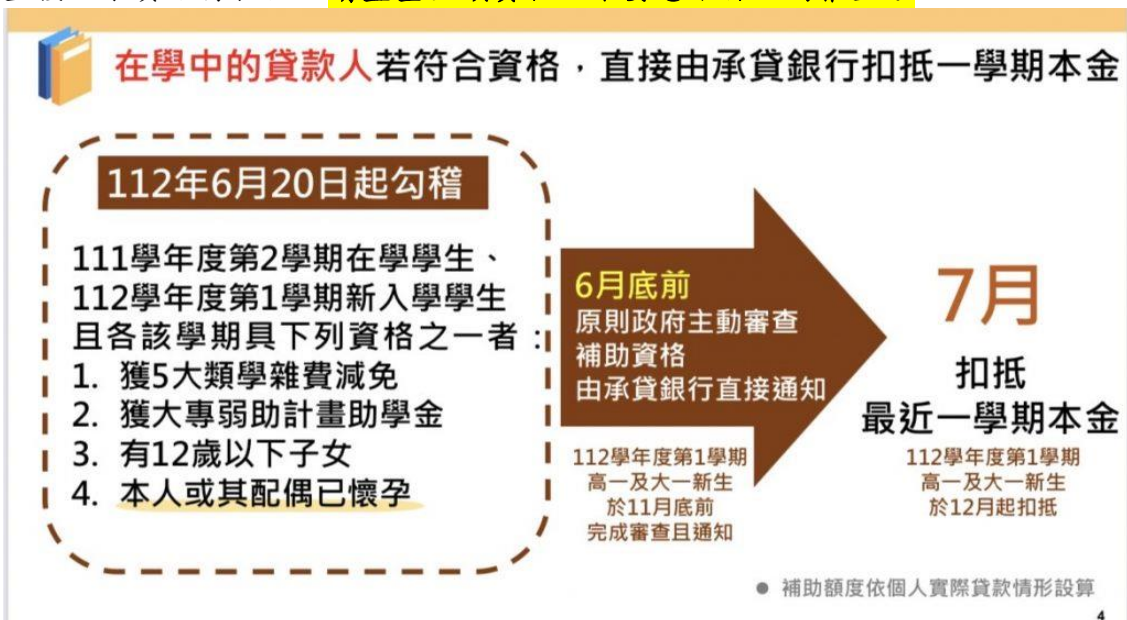 在學中的貸款人若符合資格，直接由承貸銀行扣抵一學期本金
112年6月20日起勾稽
111學年度第2學期在學學生、
112學年度第1學期新入學學生
且各該學期具下列資格之一者：
1. 獲5大類學雜費減免
2. 獲大專弱助計畫助學金
3. 有12歲以下子女
4. 本人或其配偶已懷孕
6月底前
原則政府主動審查
補助資格
由承貸銀行直接通知
112學年度第1學期
高一及大一新生
於11月底前
完成審查且通知
7月
扣抵
最近一學期本金
112學年度第1學期
高一及大一新生
於12月起扣抵
● 補助額度依個人實際貸款情形設算
4